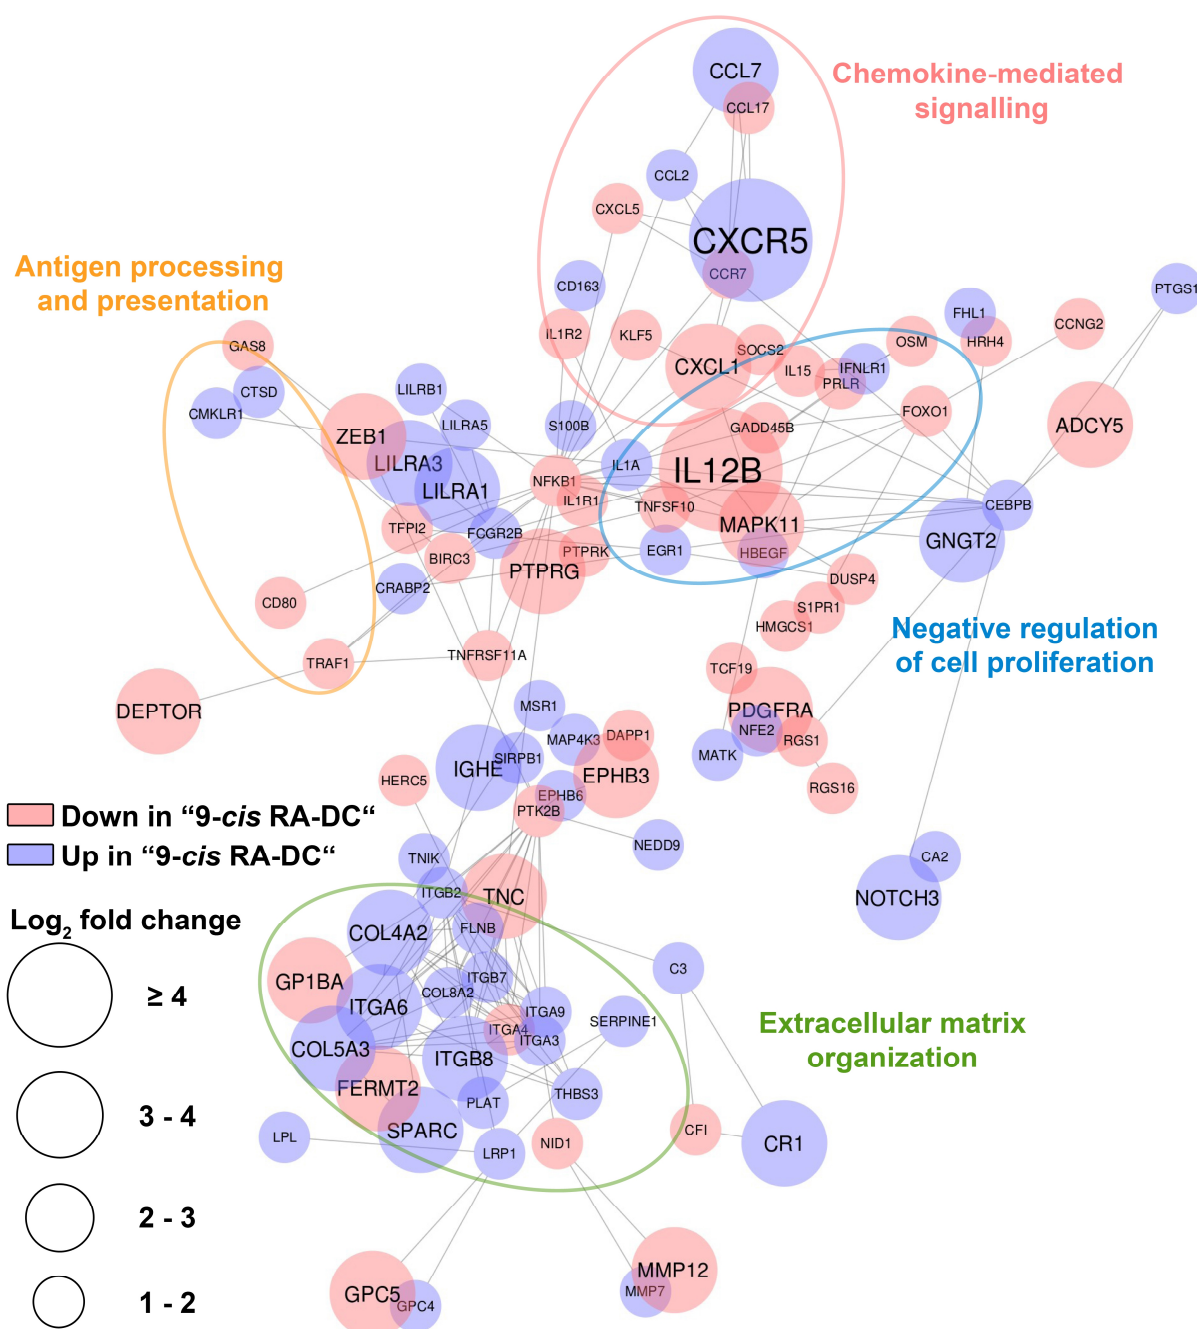 CCL7
Chemokine-mediated
signalling
CCL17
CCL2
CXCL5
CXCR5
Antigen processing
and presentation
CCR7
CD163
PTGS1
FHL1
CCNG2
IL1R2
KLF5
SOCS2
OSM
HRH4
GAS8
CXCL1
IL15
IFNLR1
PRLR
CTSD
LILRB1
CMKLR1
FOXO1
LILRA5
S100B
GADD45B
ADCY5
ZEB1
LILRA3
IL1A
IL12B
LILRA1
NFKB1
IL1R1
TNFSF10
CEBPB
TFPI2
FCGR2B
MAPK11
GNGT2
BIRC3
PTPRK
EGR1
HBEGF
PTPRG
DUSP4
CRABP2
CD80
S1PR1
HMGCS1
Negative regulation
of cell proliferation
TRAF1
TNFRSF11A
TCF19
DEPTOR
MSR1
PDGFRA
NFE2
MAP4K3
DAPP1
RGS1
SIRPB1
MATK
IGHE
EPHB3
HERC5
RGS16
EPHB6
PTK2B
Down in “9-cis RA-DC“
Up in “9-cis RA-DC“
NEDD9
TNIK
CA2
ITGB2
TNC
NOTCH3
Log2 fold change
FLNB
COL4A2
C3
GP1BA
ITGB7
COL8A2
≥ 4
ITGA6
ITGA9
SERPINE1
ITGA4
ITGA3
Extracellular matrix
organization
COL5A3
ITGB8
FERMT2
THBS3
PLAT
3 - 4
SPARC
CFI
LPL
NID1
CR1
LRP1
2 - 3
MMP12
MMP7
GPC5
GPC4
1 - 2